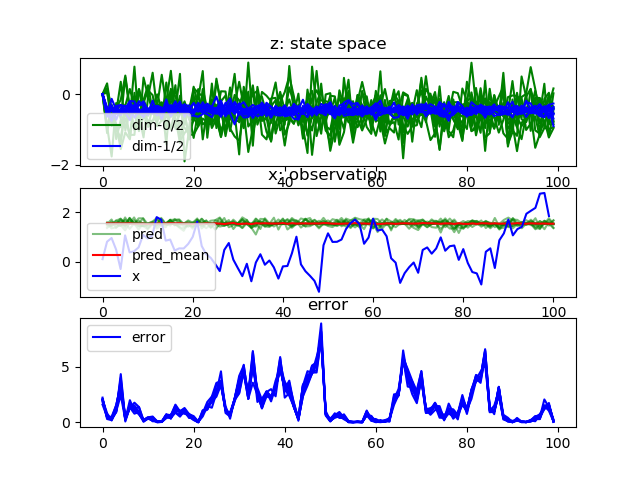 z: state space
0
−2
dim-0/2
dim-1/2
0
20
40
60
80
100
x: observation
2
0
pred
pred_mean
x
0
20
40
60
80
100
error
5
0
error
0
20
40
60
80
100